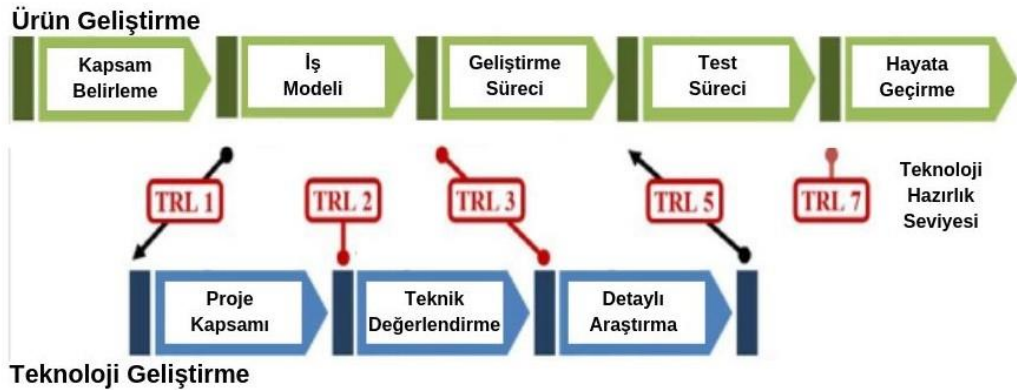 Ürün Geliştirme
Kapsam
Belirleme
İş
Modeli
Geliştirme
Süreci
Test
Süreci
Hayata
Geçirme
TRL 1
TRL 2
TRL 3
TRL 5
TRL 7
Teknoloji
Hazırlık
Seviyesi
Proje
Kapsamı
Teknik
Değerlendirme
Detaylı
Araştırma
Teknoloji Geliştirme